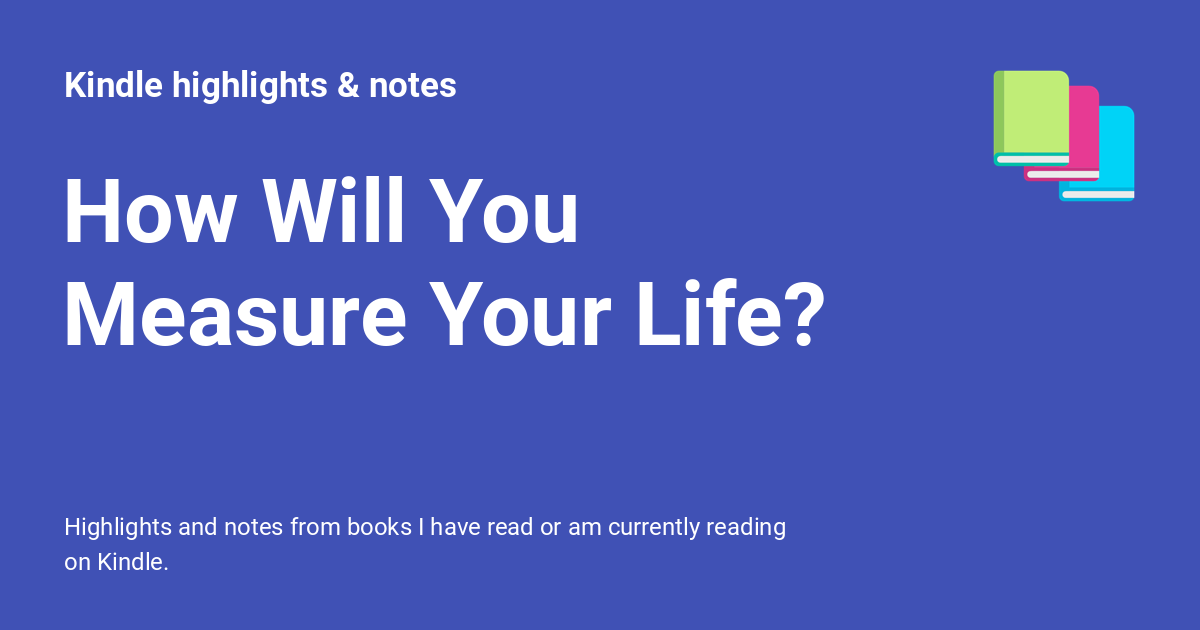 Kindle highlights & notes
How Will You
Measure Your Life?
Highlights and notes from books I have read or am currently reading
on Kindle.